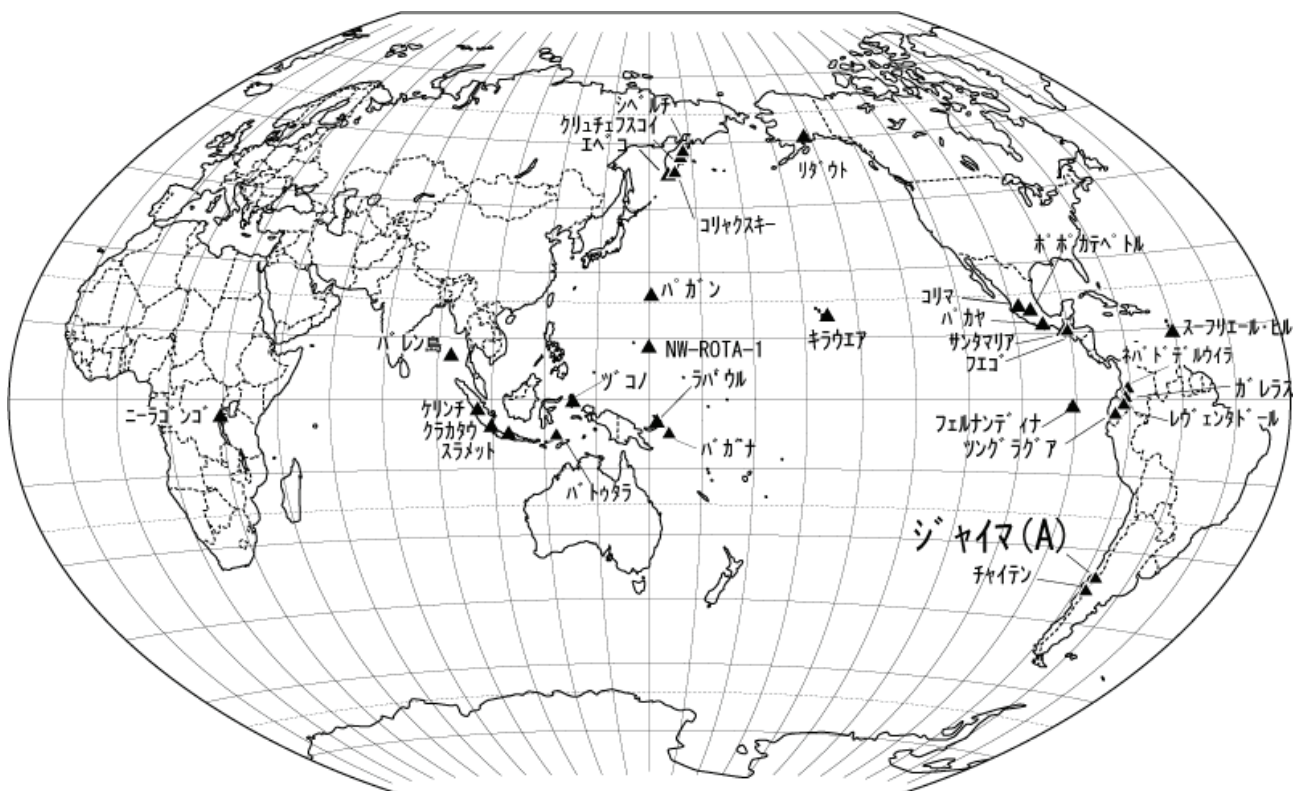 シベルチ
クリュチェフスコイ
エベコ
リダウト
コリャクスキー
ポポカテペトル
パガン
コリマ
パカヤ
キラウエア
スーフリエール・ヒル
サンタマリア
フエゴ
バレン島
NW-ROTA-1
ネバドデルウイラ
ヅコノ
ラバウル
ガレラス
ニーラゴンゴ
ケリンチ
フェルナンディナ
レヴェンタドール
クラカタウ
ツングラグア
スラメット
バガナ
バトゥタラ
ジャイマ(A)
チャイテン